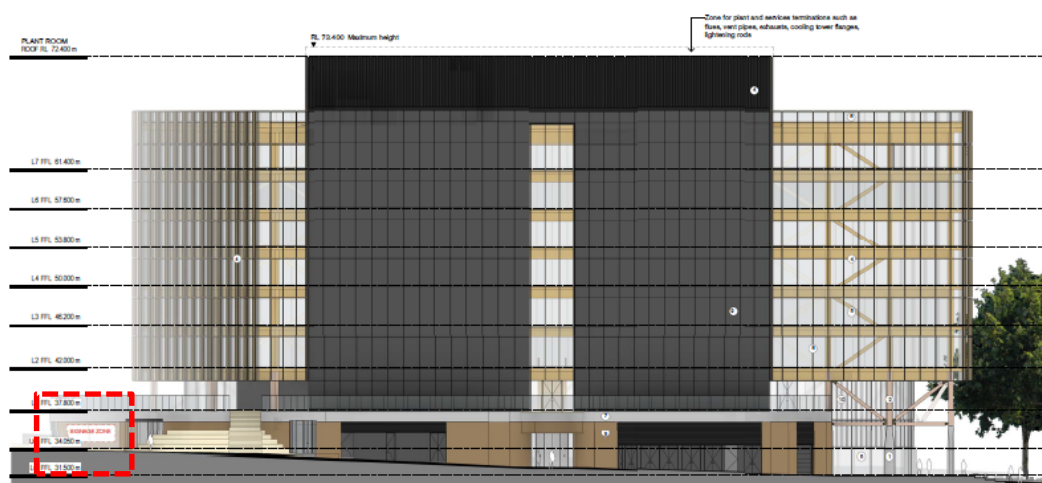 Zone for plant and services terminations such as
flues, vent pipes, exhausts, cooling tower flanges,
lightening rods
RL 73.400 Maximum height
PLANT ROOM
ROOF RL 72.400 m
L7 FFL 61.400 m
L6 FFL 57.600 m
L5 FFL 53.800 m
L4 FFL 50.000 m
L3 FFL 46.200 m
L2 FFL 42.000 m
FFL 37.800 m
SIGNAGE ZONE
FFL 34.050 m
FFL 31.500 m